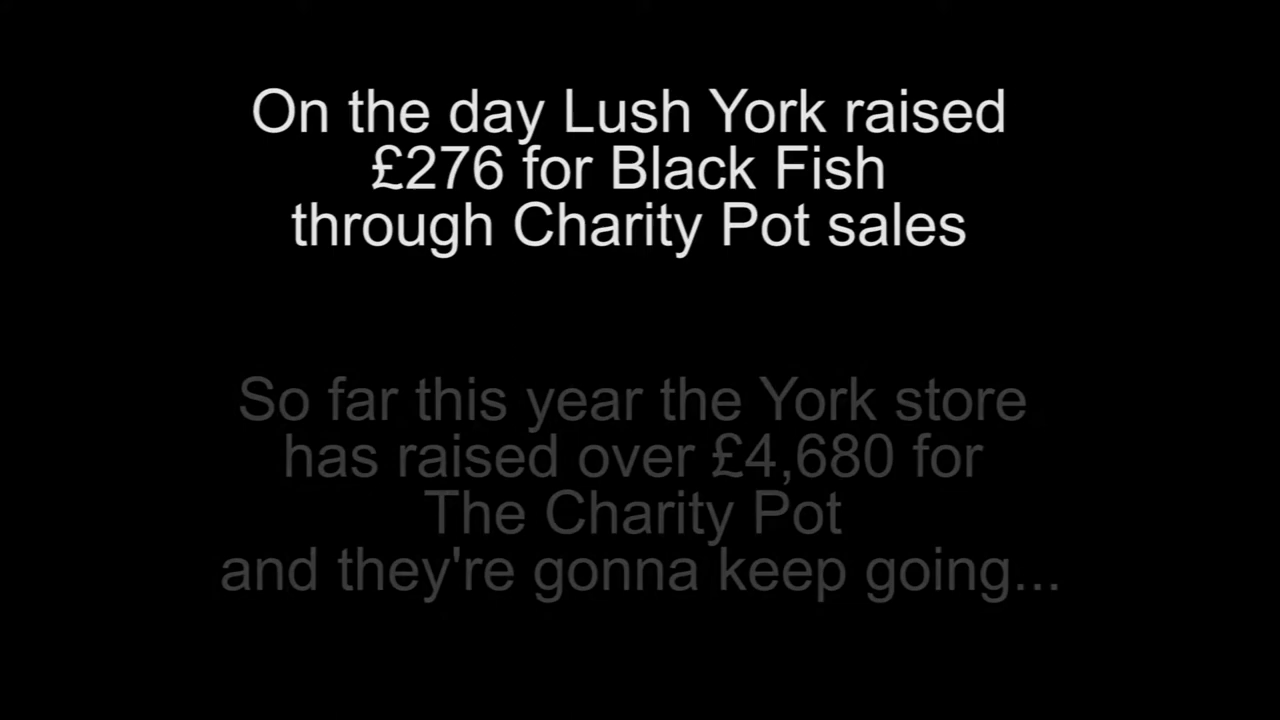 On the day Lush York raised
£276 for Black Fish
through Charity Pot sales
So far this year the York store
has raised over £4,680 for
The Charity Pot
and they're gonna keep going...